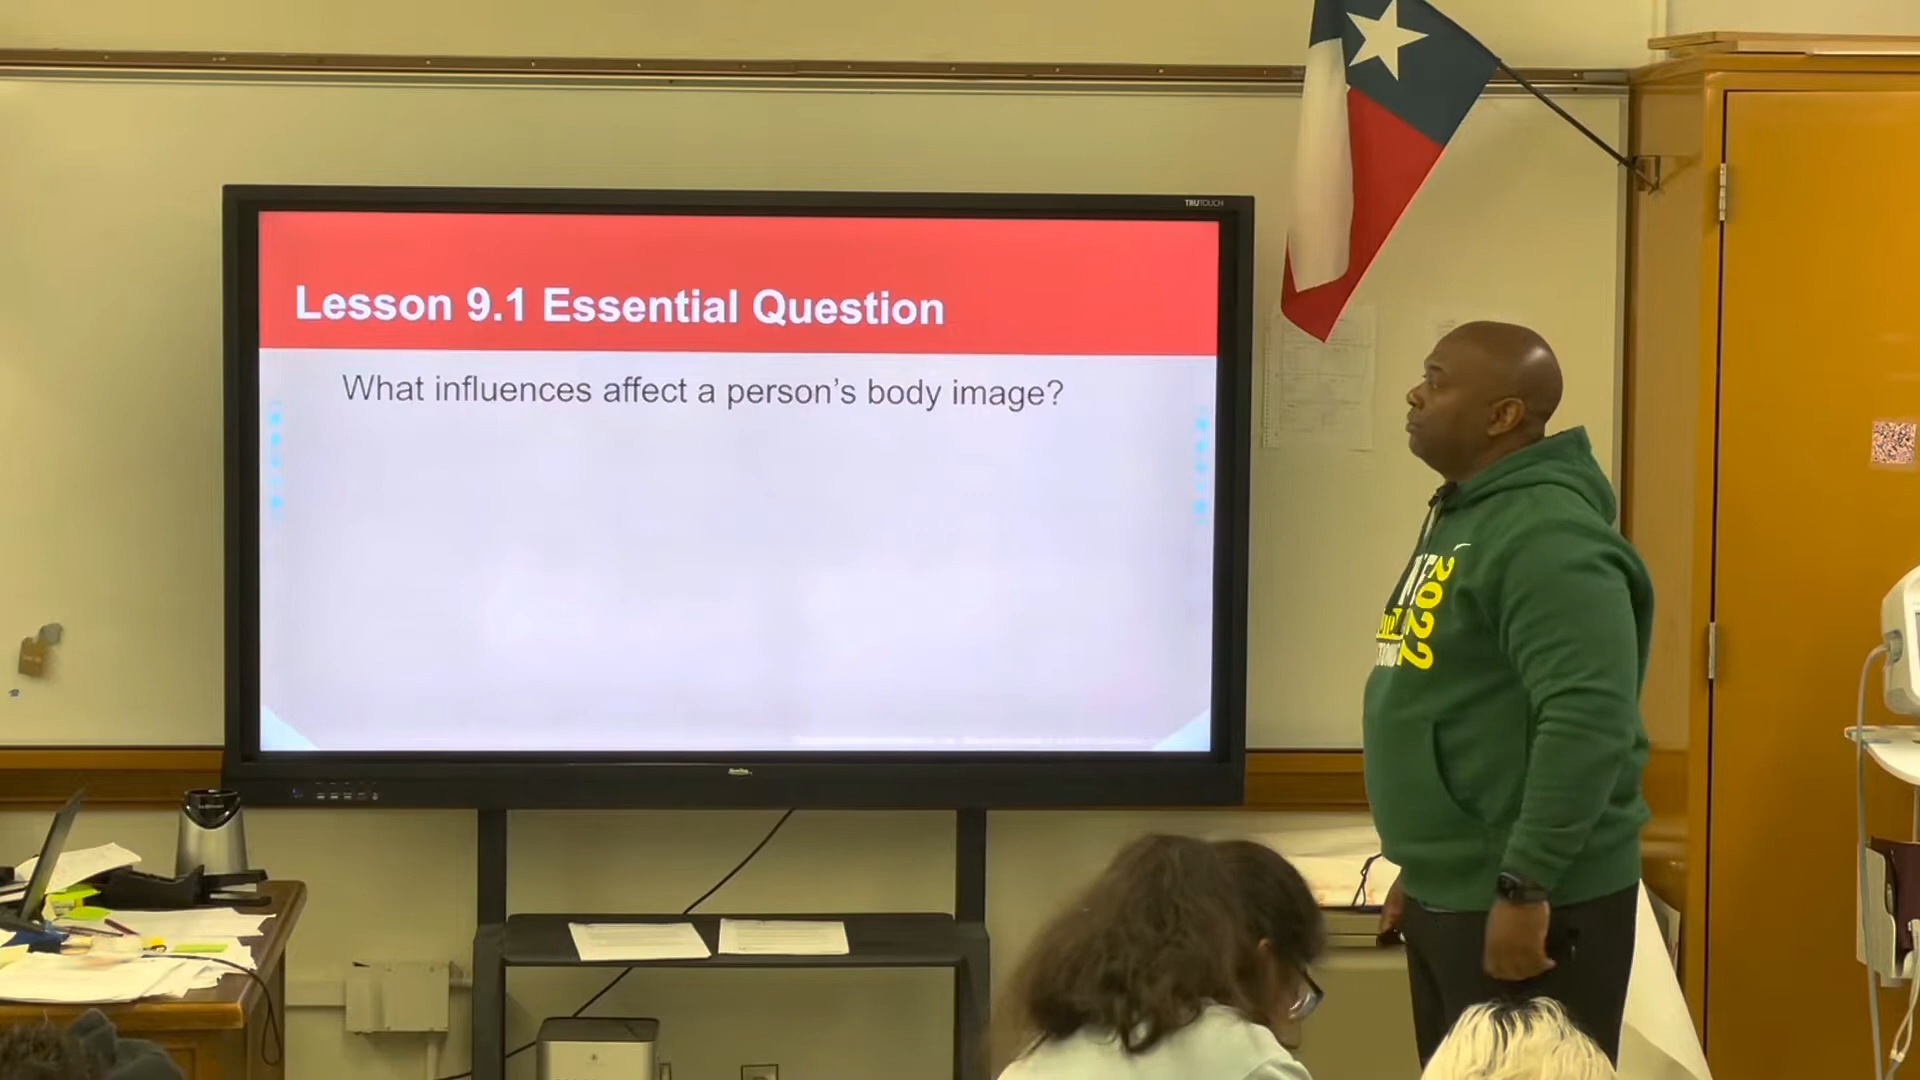 TRUTOUCH
Lesson 9.1 Essential Question
What influences affect a person’s body image?
2022